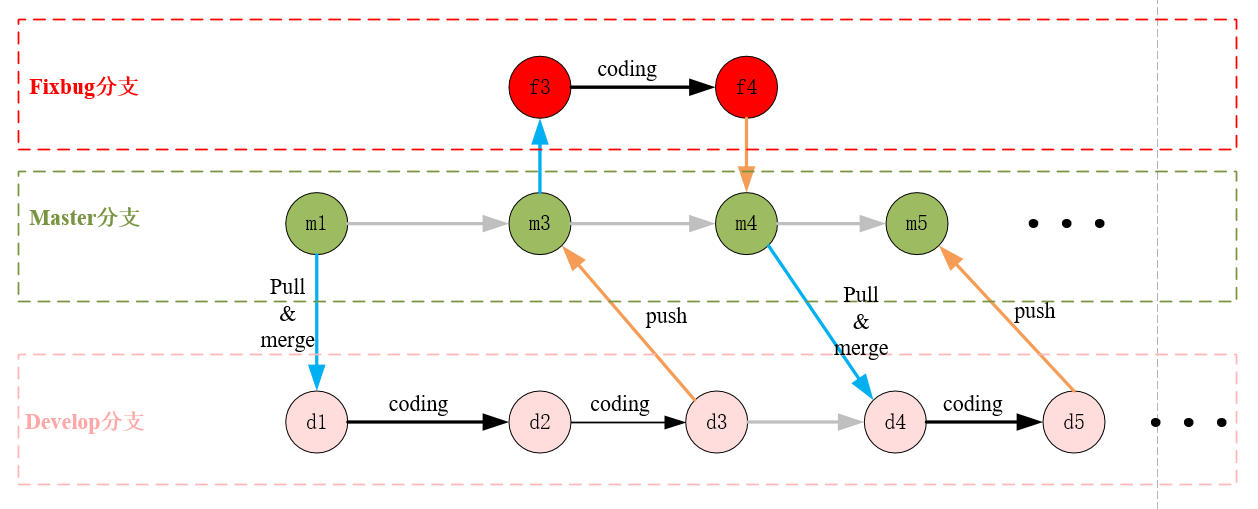 coding
Fixbug分支
f3
f4
Master分支
m1
m3
m4
m5
Pull
&
merge
push
Pull
&
merge
push
Develop分支
coding
coding
coding
d1
d2
d3
d4
d5